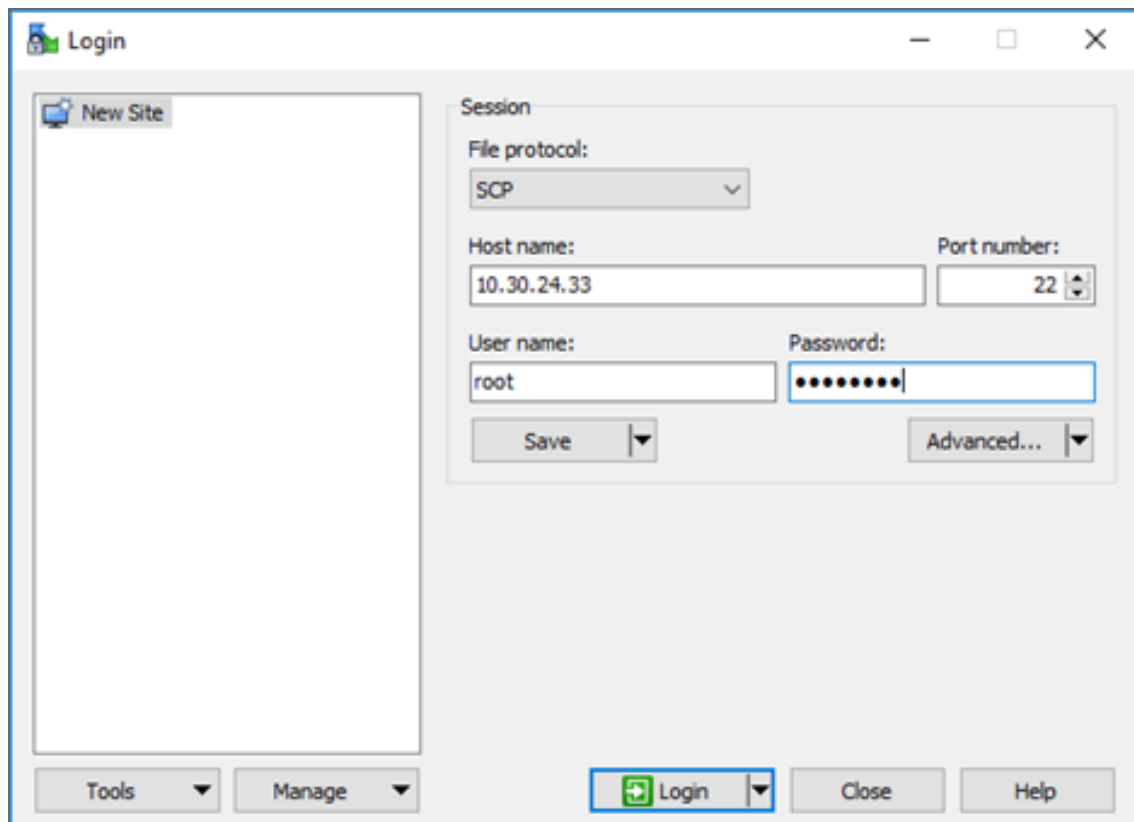 Login
New Site
Session
File protocol:
SCP
Host name:
Port number:
10.30.24.33
22
User name:
Password:
root
••••••••
Save
Advanced...
Tools
Manage
Login
Close
Help